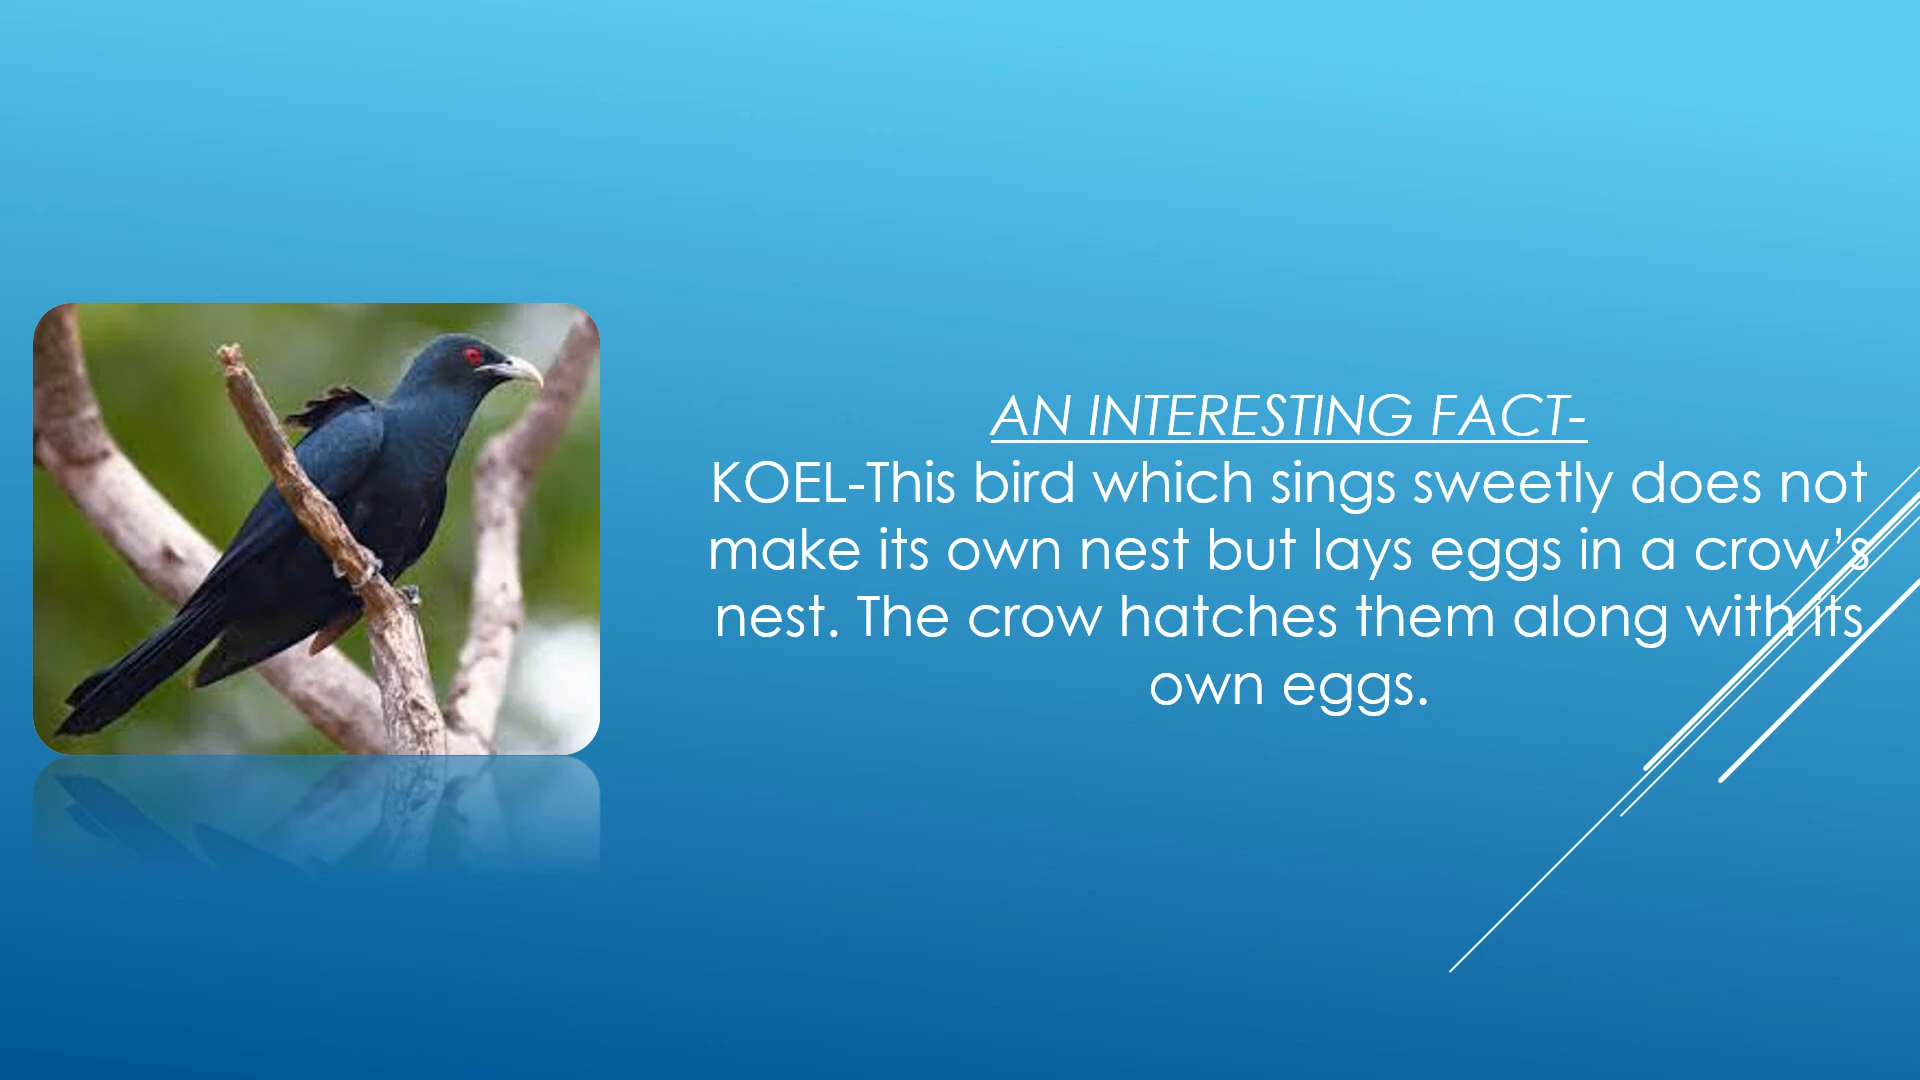 AN INTERESTING FACT-
KOEL-This bird which sings sweetly does not
make its own nest but lays eggs in a crow’s
nest. The crow hatches them along with its
own eggs.